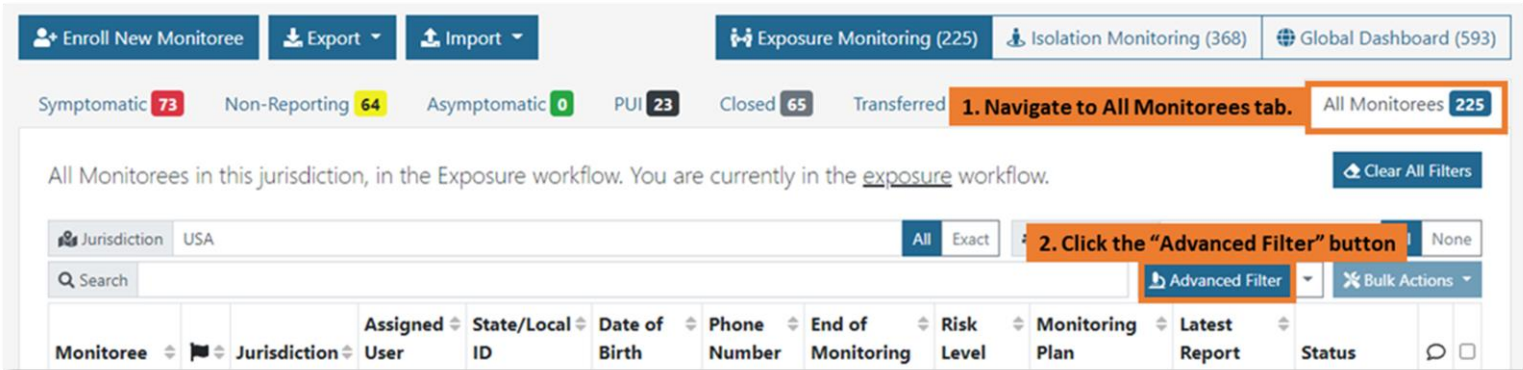 Enroll New Monitoree Export Import Exposure Monitoring (225) Isolation Monitoring (368) Global Dashboard (593)
Symptomatic 73 Non-Reporting 64 Asymptomatic 0 PUI 23 Closed 65 Transferred 1. Navigate to All Monitorees tab. All Monitorees 225
All Monitorees in this jurisdiction, in the Exposure workflow. You are currently in the exposure workflow. Clear All Filters
Jurisdiction USA All Exact None
2. Click the “Advanced Filter” button
Search Advanced Filter Bulk Actions
Monitoree Jurisdiction Assigned User State/Local ID Date of Birth Phone Number End of Monitoring Risk Level Monitoring Plan Latest Report Status